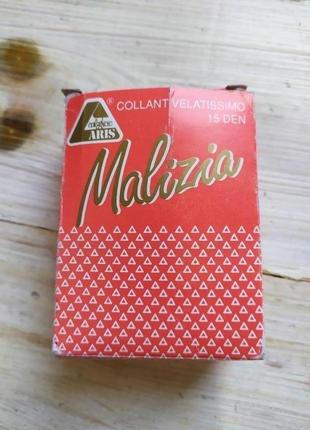 ARIS
®
COLLANT VELATISSIMO
15 DEN
Malizia